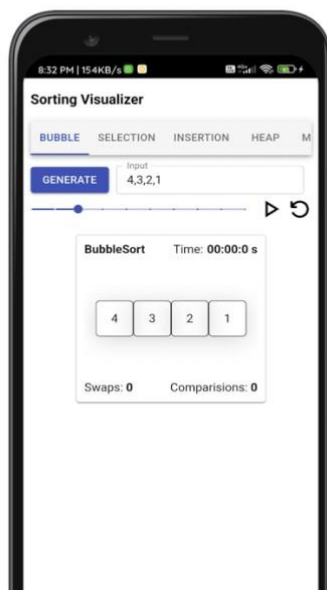 8:32 PM | 154KB/s
Sorting Visualizer
BUBBLE SELECTION INSERTION HEAP M
Input
GENERATE 4,3,2,1
BubbleSort Time: 00:00:0 s
4 3 2 1
Swaps: 0 Comparisions: 0